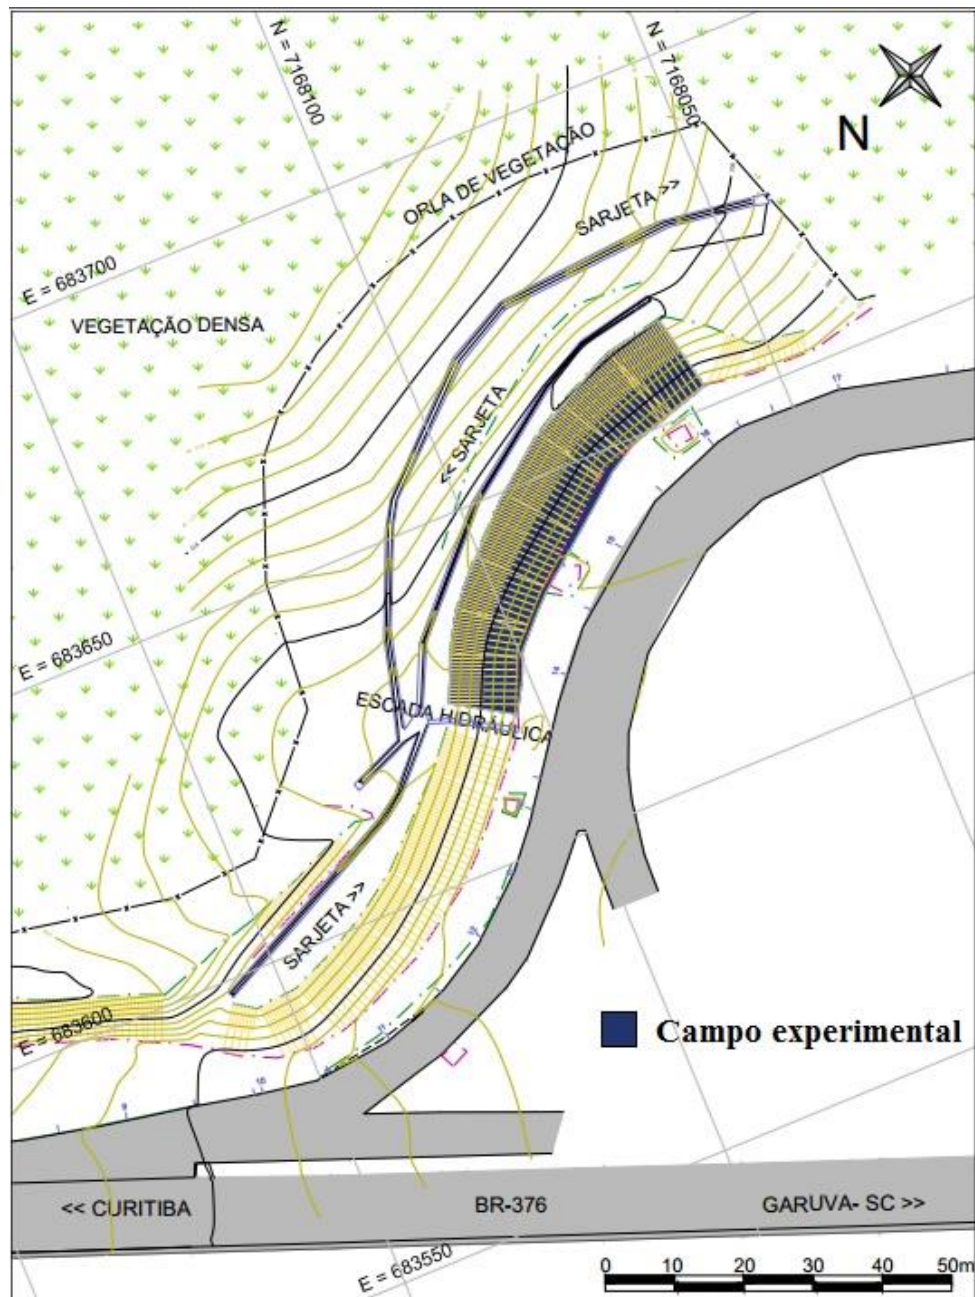 N = 7168100
N = 7168050
N
ORLA DE VEGETAÇÃO
SARJETA >>
E = 683700
VEGETAÇÃO DENSA
<< SARJETA
E = 683650
ESCADA HIDRÁULICA
SARJETA >>
Campo experimental
E = 683600
<< CURITIBA
BR-376
GARUVA- SC >>
E = 683550
0 10 20 30 40 50m